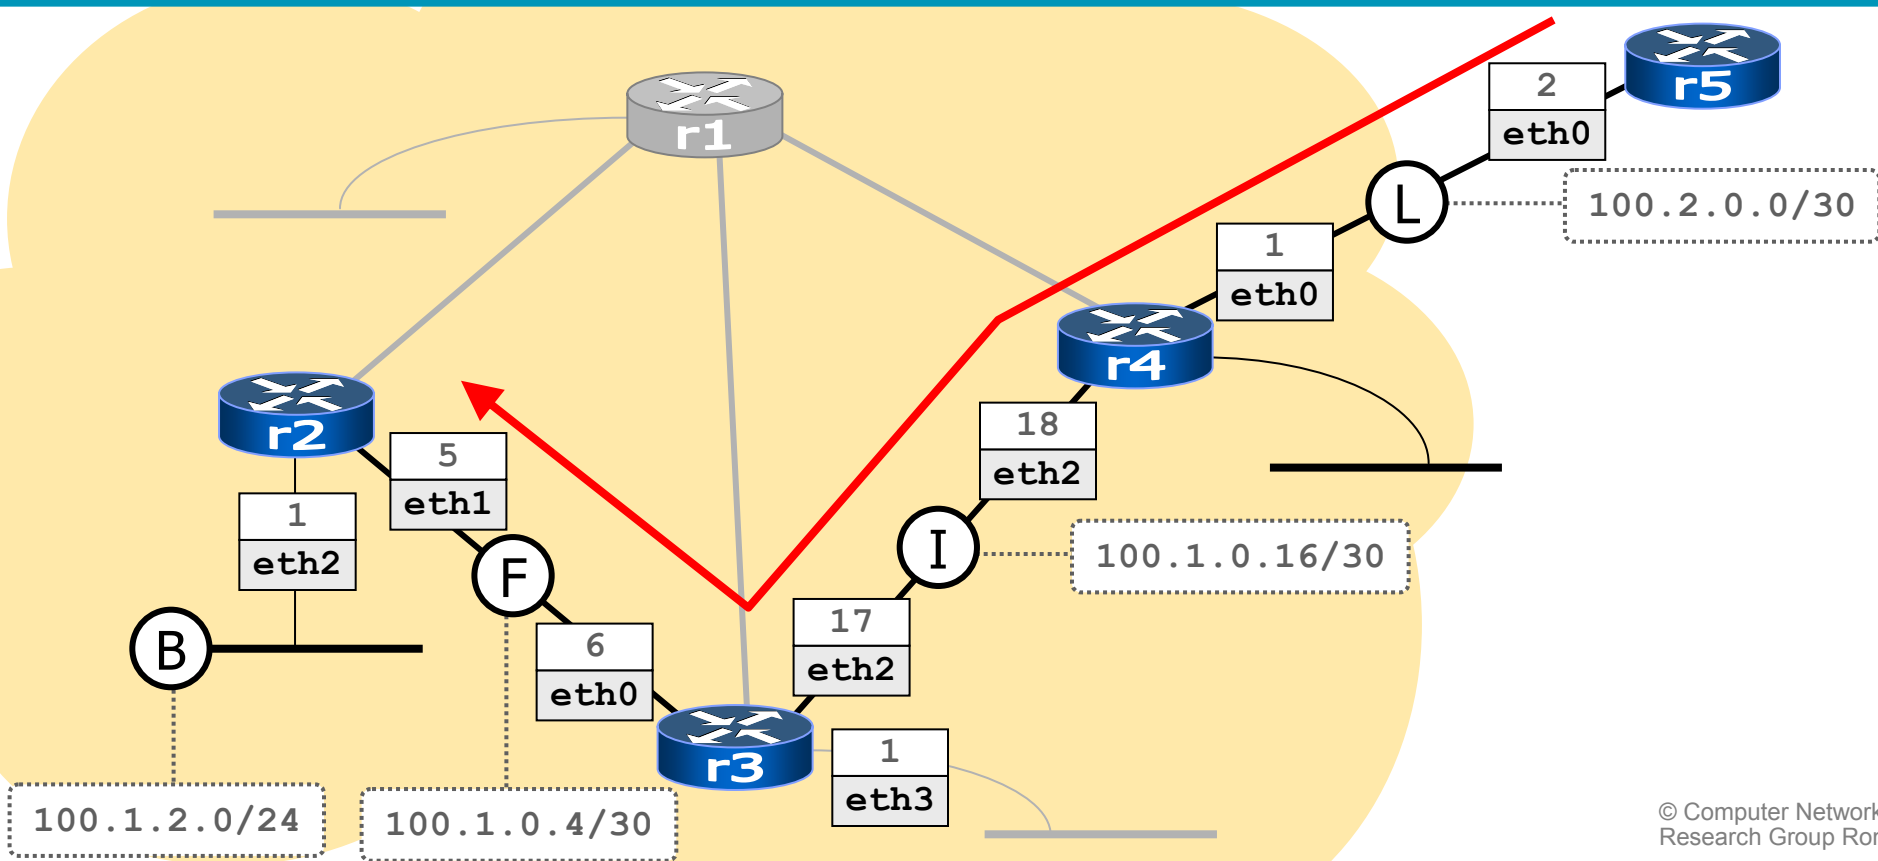 r5
2
eth0
r1
L
100.2.0.0/30
1
eth0
r4
r2
18
eth2
5
eth1
1
eth2
I
100.1.0.16/30
F
17
eth2
B
6
eth0
r3
1
eth3
100.1.2.0/24
100.1.0.4/30
© Computer Network
Research Group